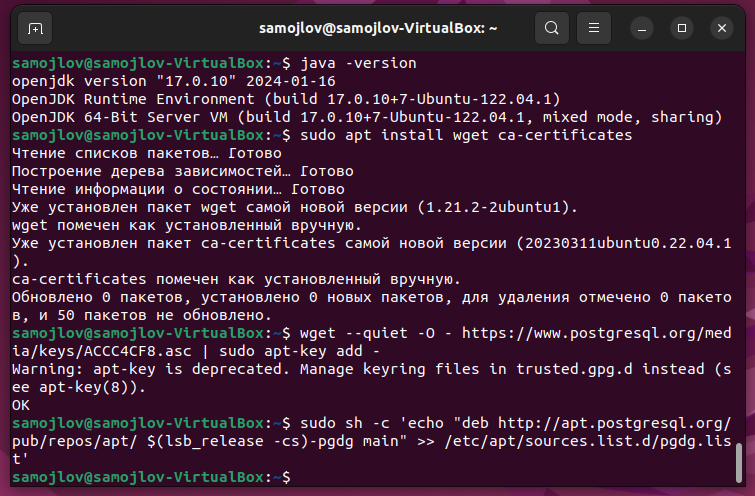 samojlov@samojlov-VirtualBox: ~
samojlov@samojlov-VirtualBox:~$ java -version
openjdk version "17.0.10" 2024-01-16
OpenJDK Runtime Environment (build 17.0.10+7-Ubuntu-122.04.1)
OpenJDK 64-Bit Server VM (build 17.0.10+7-Ubuntu-122.04.1, mixed mode, sharing)
samojlov@samojlov-VirtualBox:~$ sudo apt install wget ca-certificates
Чтение списков пакетов… Готово
Построение дерева зависимостей… Готово
Чтение информации о состоянии… Готово
Уже установлен пакет wget самой новой версии (1.21.2-2ubuntu1).
wget помечен как установленный вручную.
Уже установлен пакет ca-certificates самой новой версии (20230311ubuntu0.22.04.1
).
ca-certificates помечен как установленный вручную.
Обновлено 0 пакетов, установлено 0 новых пакетов, для удаления отмечено 0 пакето
в, и 50 пакетов не обновлено.
samojlov@samojlov-VirtualBox:~$ wget --quiet -O - https://www.postgresql.org/med
ia/keys/ACCC4CF8.asc | sudo apt-key add -
Warning: apt-key is deprecated. Manage keyring files in trusted.gpg.d instead (s
ee apt-key(8)).
OK
samojlov@samojlov-VirtualBox:~$ sudo sh -c 'echo "deb http://apt.postgresql.org/
pub/repos/apt/ $(lsb_release -cs)-pgdg main" >> /etc/apt/sources.list.d/pgdg.lis
t'
samojlov@samojlov-VirtualBox:~$